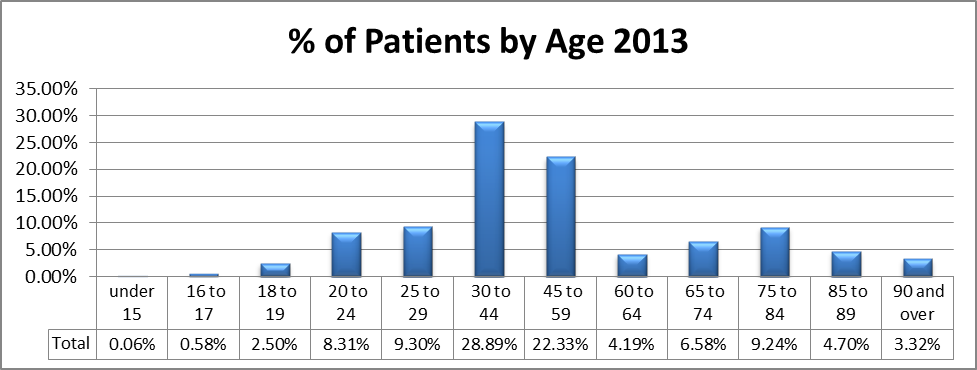 % of Patients by Age 2013
35.00%
30.00%
25.00%
20.00%
15.00%
10.00%
5.00%
0.00%
under 15 16 to 17 18 to 19 20 to 24 25 to 29 30 to 44 45 to 59 60 to 64 65 to 74 75 to 84 85 to 89 90 and over
Total 0.06% 0.58% 2.50% 8.31% 9.30% 28.89% 22.33% 4.19% 6.58% 9.24% 4.70% 3.32%